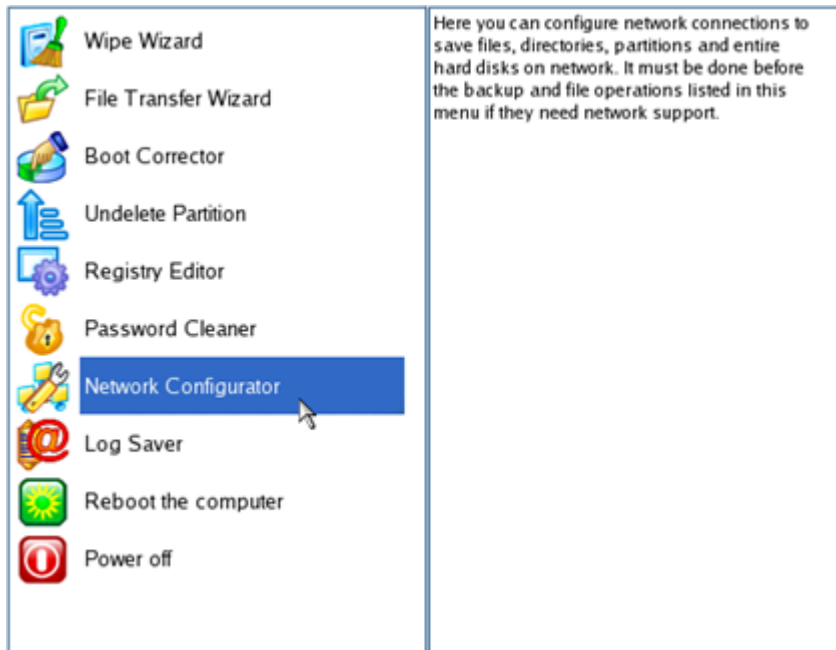 Wipe Wizard
File Transfer Wizard
Boot Corrector
Undelete Partition
Registry Editor
Password Cleaner
Network Configurator
Log Saver
Reboot the computer
Power off
Here you can configure network connections to
save files, directories, partitions and entire
hard disks on network. It must be done before
the backup and file operations listed in this
menu if they need network support.